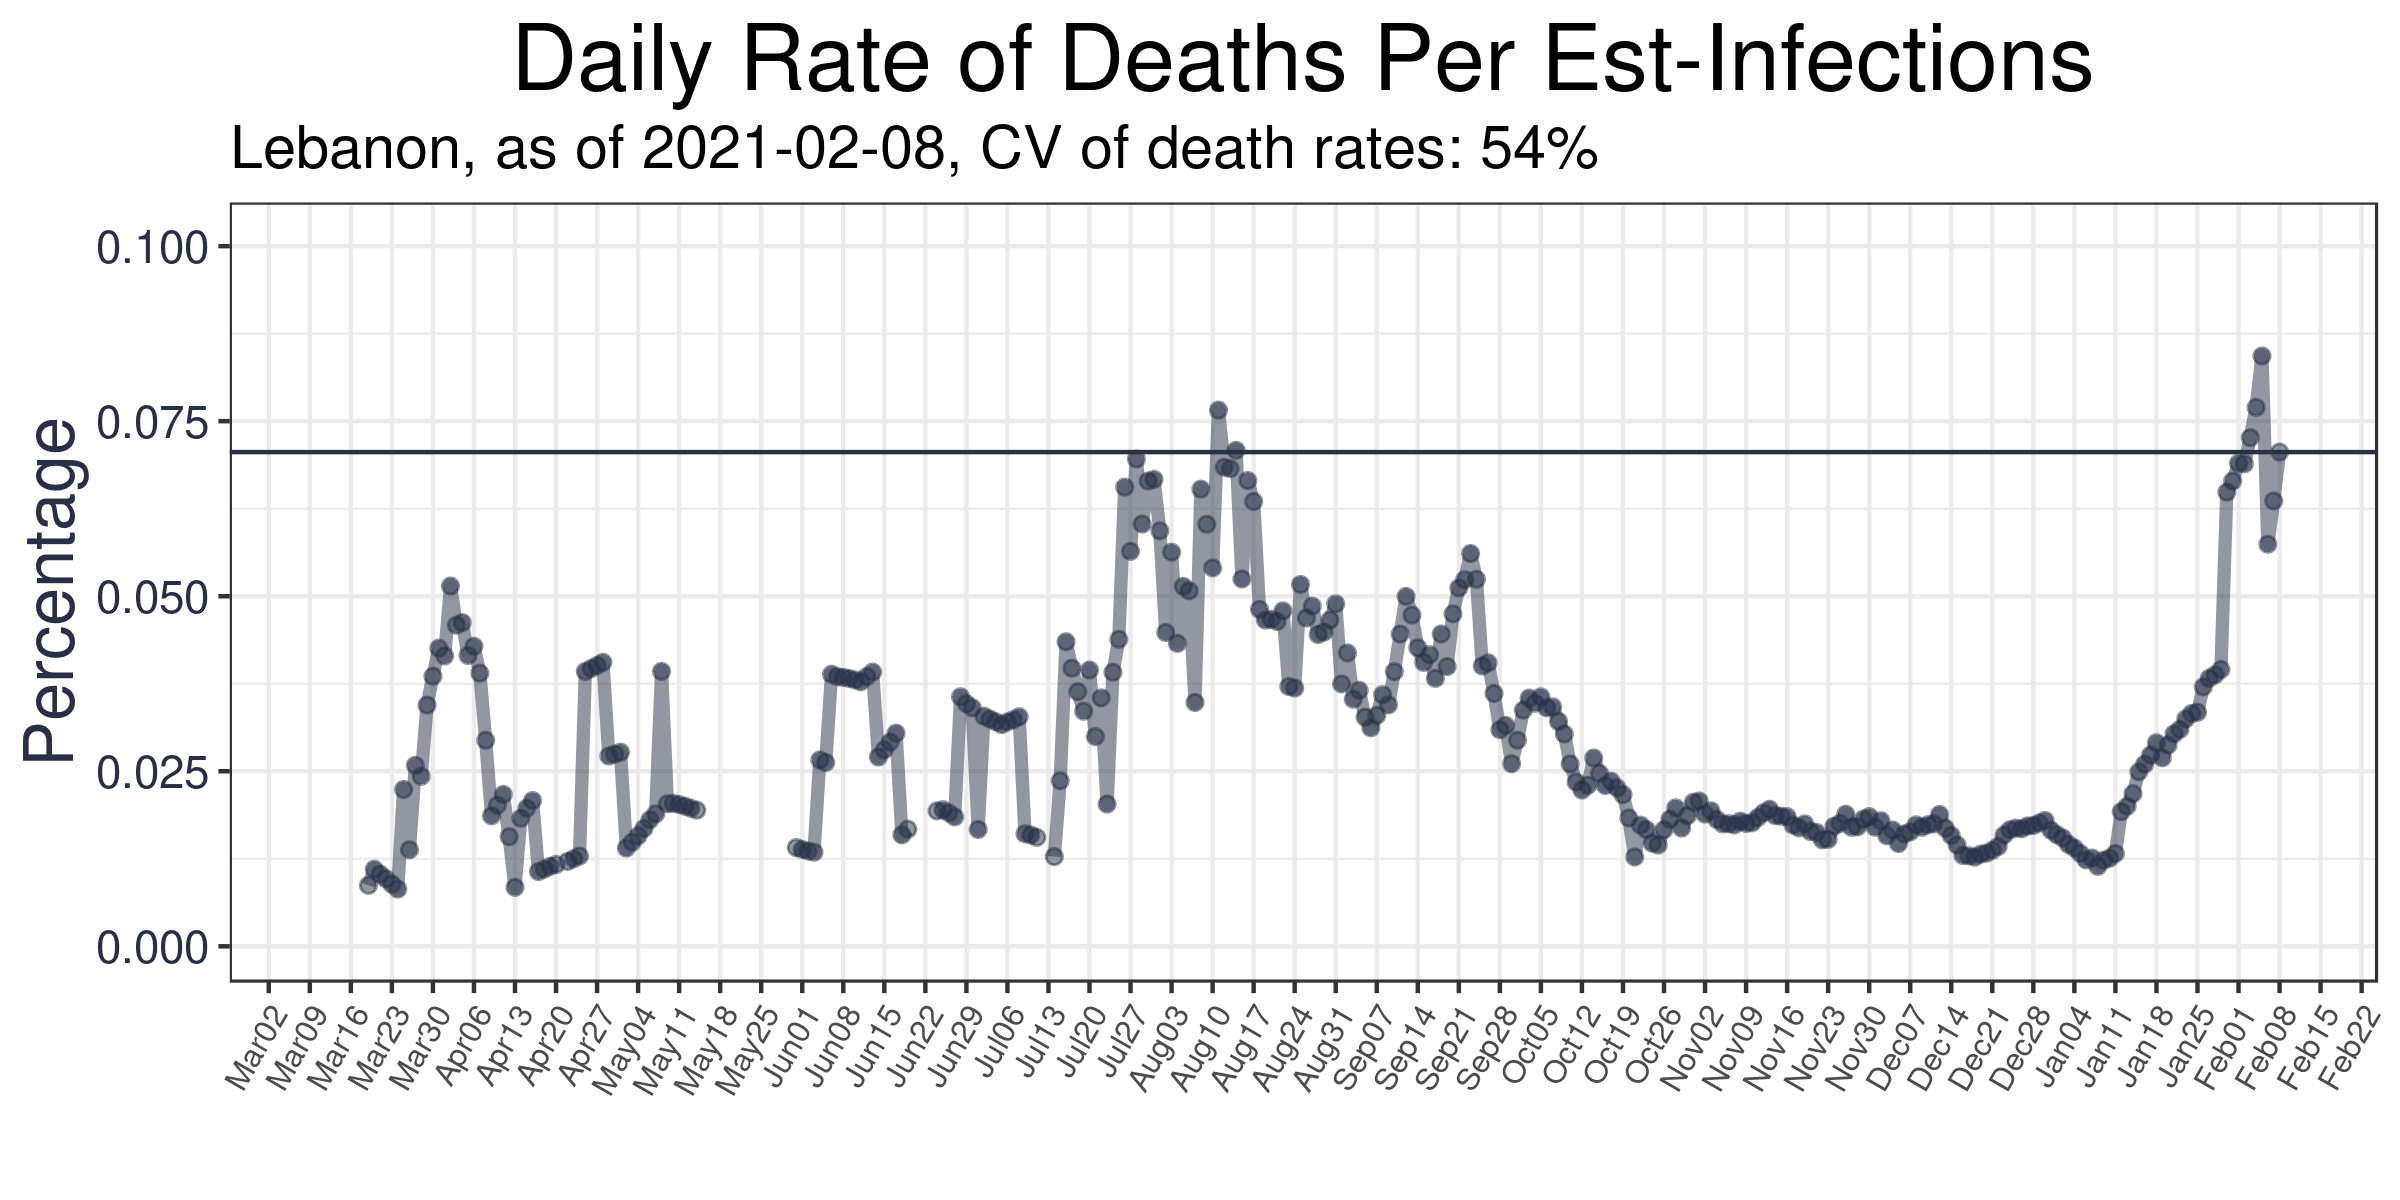 Daily Rate of Deaths Per Est-Infections
Lebanon, as of 2021-02-08, CV of death rates: 54%
Percentage
0.100
0.075
0.050
0.025
0.000
Mar02
Mar09
Mar16
Mar23
Mar30
Apr06
Apr13
Apr20
Apr27
May04
May11
May18
May25
Jun01
Jun08
Jun15
Jun22
Jun29
Jul06
Jul13
Jul20
Jul27
Aug03
Aug10
Aug17
Aug24
Aug31
Sep07
Sep14
Sep21
Sep28
Oct05
Oct12
Oct19
Oct26
Nov02
Nov09
Nov16
Nov23
Nov30
Dec07
Dec14
Dec21
Dec28
Jan04
Jan11
Jan18
Jan25
Feb01
Feb08
Feb15
Feb22